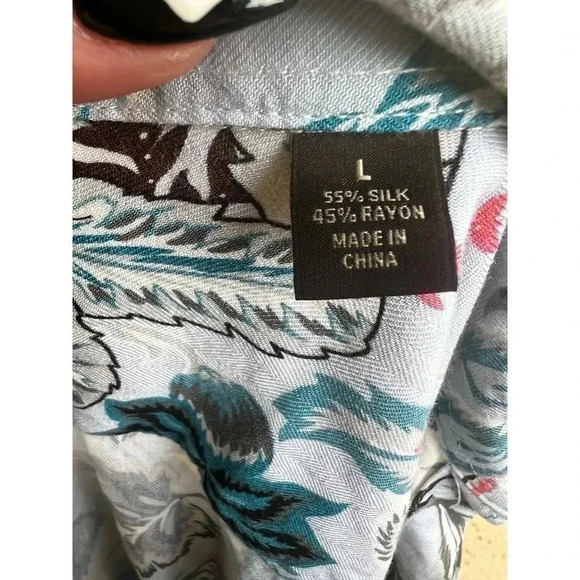 L
55% SILK
45% RAYON
MADE IN
CHINA